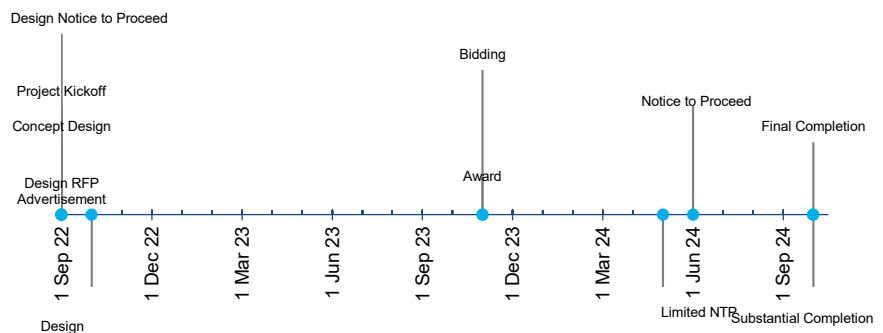 Design Notice to Proceed
Bidding
Project Kickoff
Notice to Proceed
Concept Design
Final Completion
Award
Design RFP
Advertisement
1 Sep 22
1 Dec 22
1 Mar 23
1 Jun 23
1 Sep 23
1 Dec 23
1 Mar 24
1 Jun 24
1 Sep 24
Limited NTP
Substantial Completion
Design